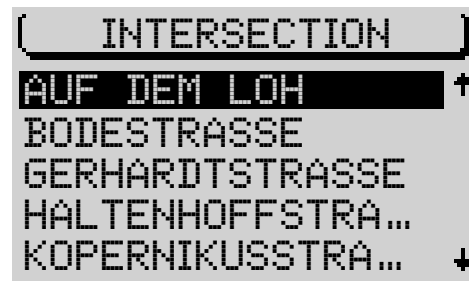 INTERSECTION
AUF DEM LOH
BODESTRASSE
GERHARDTSTRASSE
HALTENHOFFSTRA…
KOPERNIKUSSTRA…